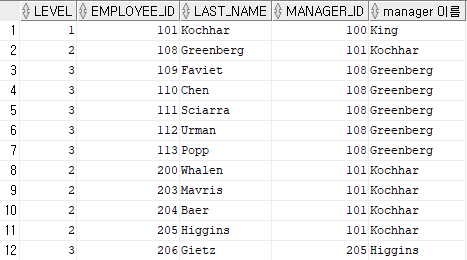 LEVEL EMPLOYEE_ID LAST_NAME MANAGER_ID manager 이름
1 1 101 Kochhar 100 King
2 2 108 Greenberg 101 Kochhar
3 3 109 Faviet 108 Greenberg
4 3 110 Chen 108 Greenberg
5 3 111 Sciarra 108 Greenberg
6 3 112 Urman 108 Greenberg
7 3 113 Popp 108 Greenberg
8 2 200 Whalen 101 Kochhar
9 2 203 Mavris 101 Kochhar
10 2 204 Baer 101 Kochhar
11 2 205 Higgins 101 Kochhar
12 3 206 Gietz 205 Higgins